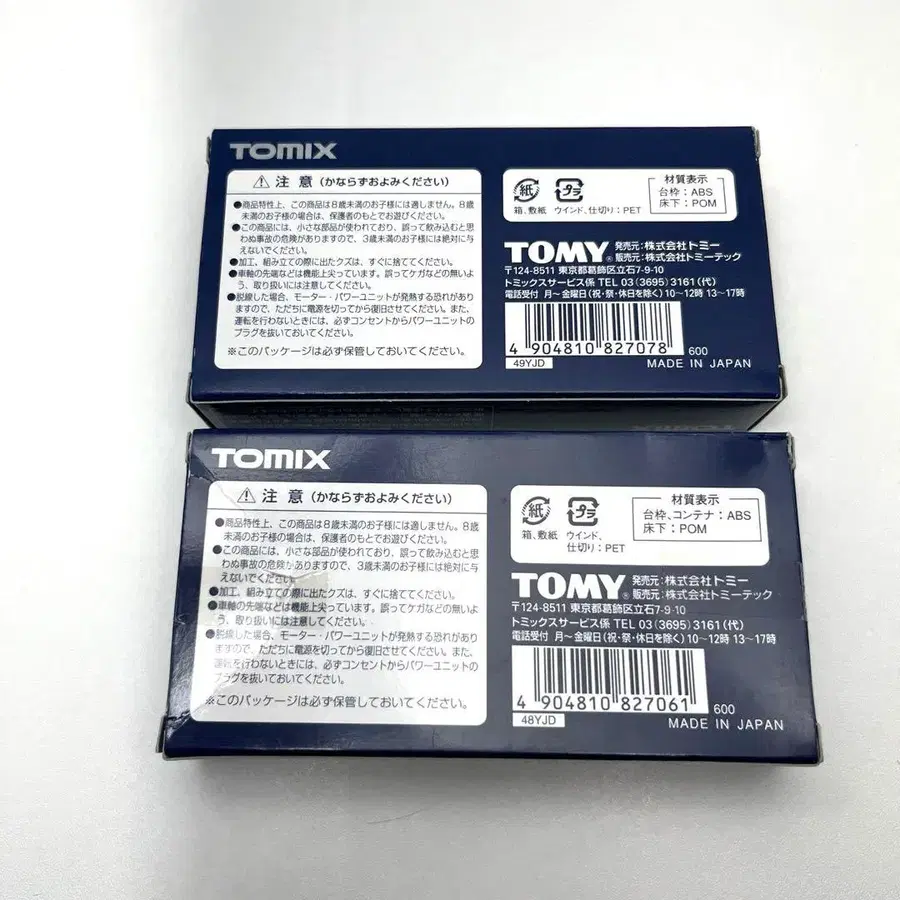 TOMIX
⚠ 注 意 (かならずおよみください)
●商品特性上、この商品は8歳未満のお子様には適しません。8歳
未満のお子様の場合は、保護者のもとでお遊びください。
●この商品には、小さな部品が使われており、誤って飲み込むと思
わぬ事故の危険がありますので、3歳未満のお子様には絶対に与
えないでください。
●加工、組み立ての際に出たクズは、すぐに捨ててください。
●車軸の先端などは機能上尖っています。誤ってケガなどの無いよ
う、取り扱いには注意してください。
●脱線した場合、モーター・パワーユニットが発熱する恐れがあり
ますので、ただちに電源を切ってから復旧させてください。また、
運転を行わないときには、必ずコンセントからパワーユニットの
プラグを抜いておいてください。
※このパッケージは必ず保管しておいてください。
紙
プラ
箱、敷紙
ウインド、仕切り:PET
材質表示
台枠:ABS
床下:POM
TOMY®
発売元:株式会社トミー
販売元:株式会社トミーテック
〒124-8511 東京都葛飾区立石7-9-10
トミックスサービス係 TEL 03(3695)3161(代)
電話受付 月〜金曜日(祝・祭・休日を除く)10〜12時 13〜17時
4 904810 827078
600
49YJD
MADE IN JAPAN
TOMIX
TOMIX
⚠ 注 意 (かならずおよみください)
●商品特性上、この商品は8歳未満のお子様には適しません。8歳
未満のお子様の場合は、保護者のもとでお遊びください。
●この商品には、小さな部品が使われており、誤って飲み込むと思
わぬ事故の危険がありますので、3歳未満のお子様には絶対に与
えないでください。
●加工、組み立ての際に出たクズは、すぐに捨ててください。
●車軸の先端などは機能上尖っています。誤ってケガなどの無いよ
う、取り扱いには注意してください。
●脱線した場合、モーター・パワーユニットが発熱する恐れがあり
ますので、ただちに電源を切ってから復旧させてください。また、
運転を行わないときには、必ずコンセントからパワーユニットの
プラグを抜いておいてください。
※このパッケージは必ず保管しておいてください。
紙
プラ
箱、敷紙
ウインド、
仕切り:PET
材質表示
台枠、コンテナ:ABS
床下:POM
TOMY®
発売元:株式会社トミー
販売元:株式会社トミーテック
〒124-8511 東京都葛飾区立石7-9-10
トミックスサービス係 TEL 03(3695)3161(代)
電話受付 月〜金曜日(祝・祭・休日を除く)10〜12時 13〜17時
4 904810 827061
600
48YJD
MADE IN JAPAN